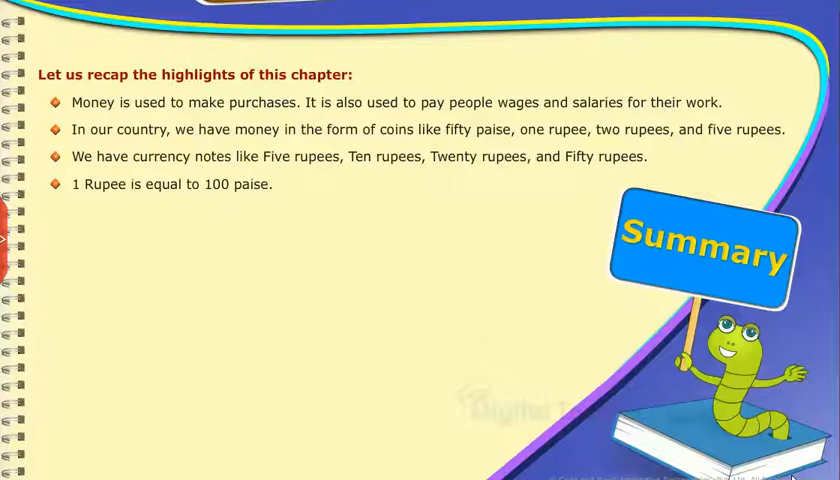 Let us recap the highlights of this chapter:
Money is used to make purchases. It is also used to pay people wages and salaries for their work.
In our country, we have money in the form of coins like fifty paise, one rupee, two rupees, and five rupees.
We have currency notes like Five rupees, Ten rupees, Twenty rupees, and Fifty rupees.
1 Rupee is equal to 100 paise.
Summary
Digital